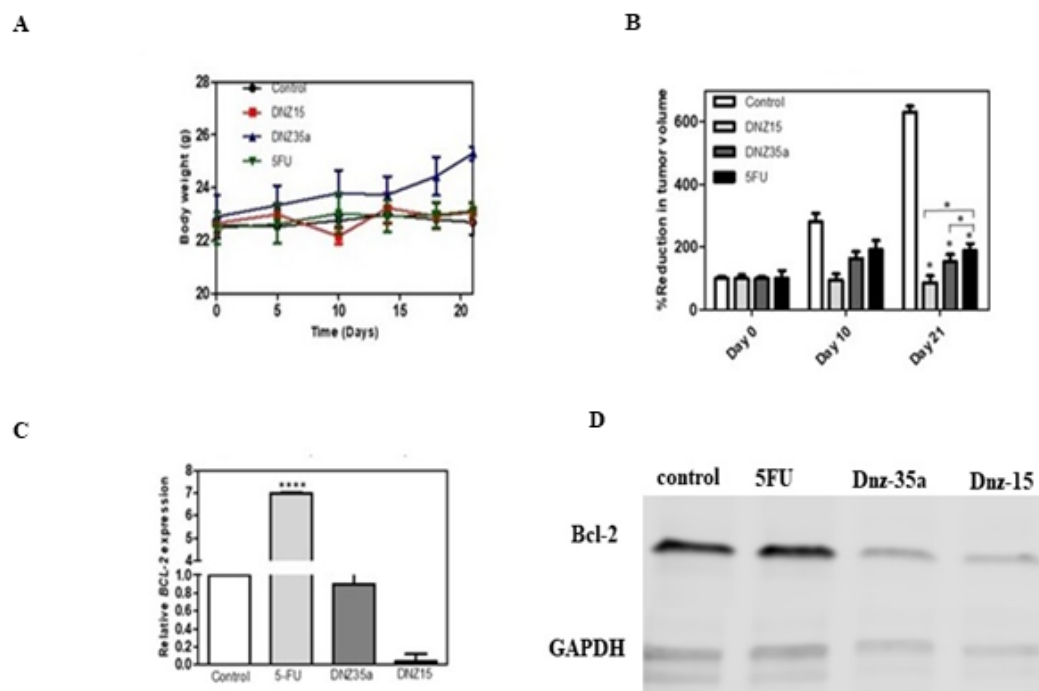 A
B
28
26
24
22
20
Body weight (g)
Control
DNZ15
DNZ35a
5FU
0 5 10 15 20
Time (Days)
600
400
200
0
%Reduction in tumor volume
Control
DNZ15
DNZ35a
5FU
*
*
* * *
Day 0 Day 10 Day 21
C
D
8
7
6
5
4
1.0
0.8
0.6
0.4
0.2
0.0
Relative BCL-2 expression
****
Control 5-FU DNZ35a DNZ15
control 5FU Dnz-35a Dnz-15
Bcl-2
GAPDH